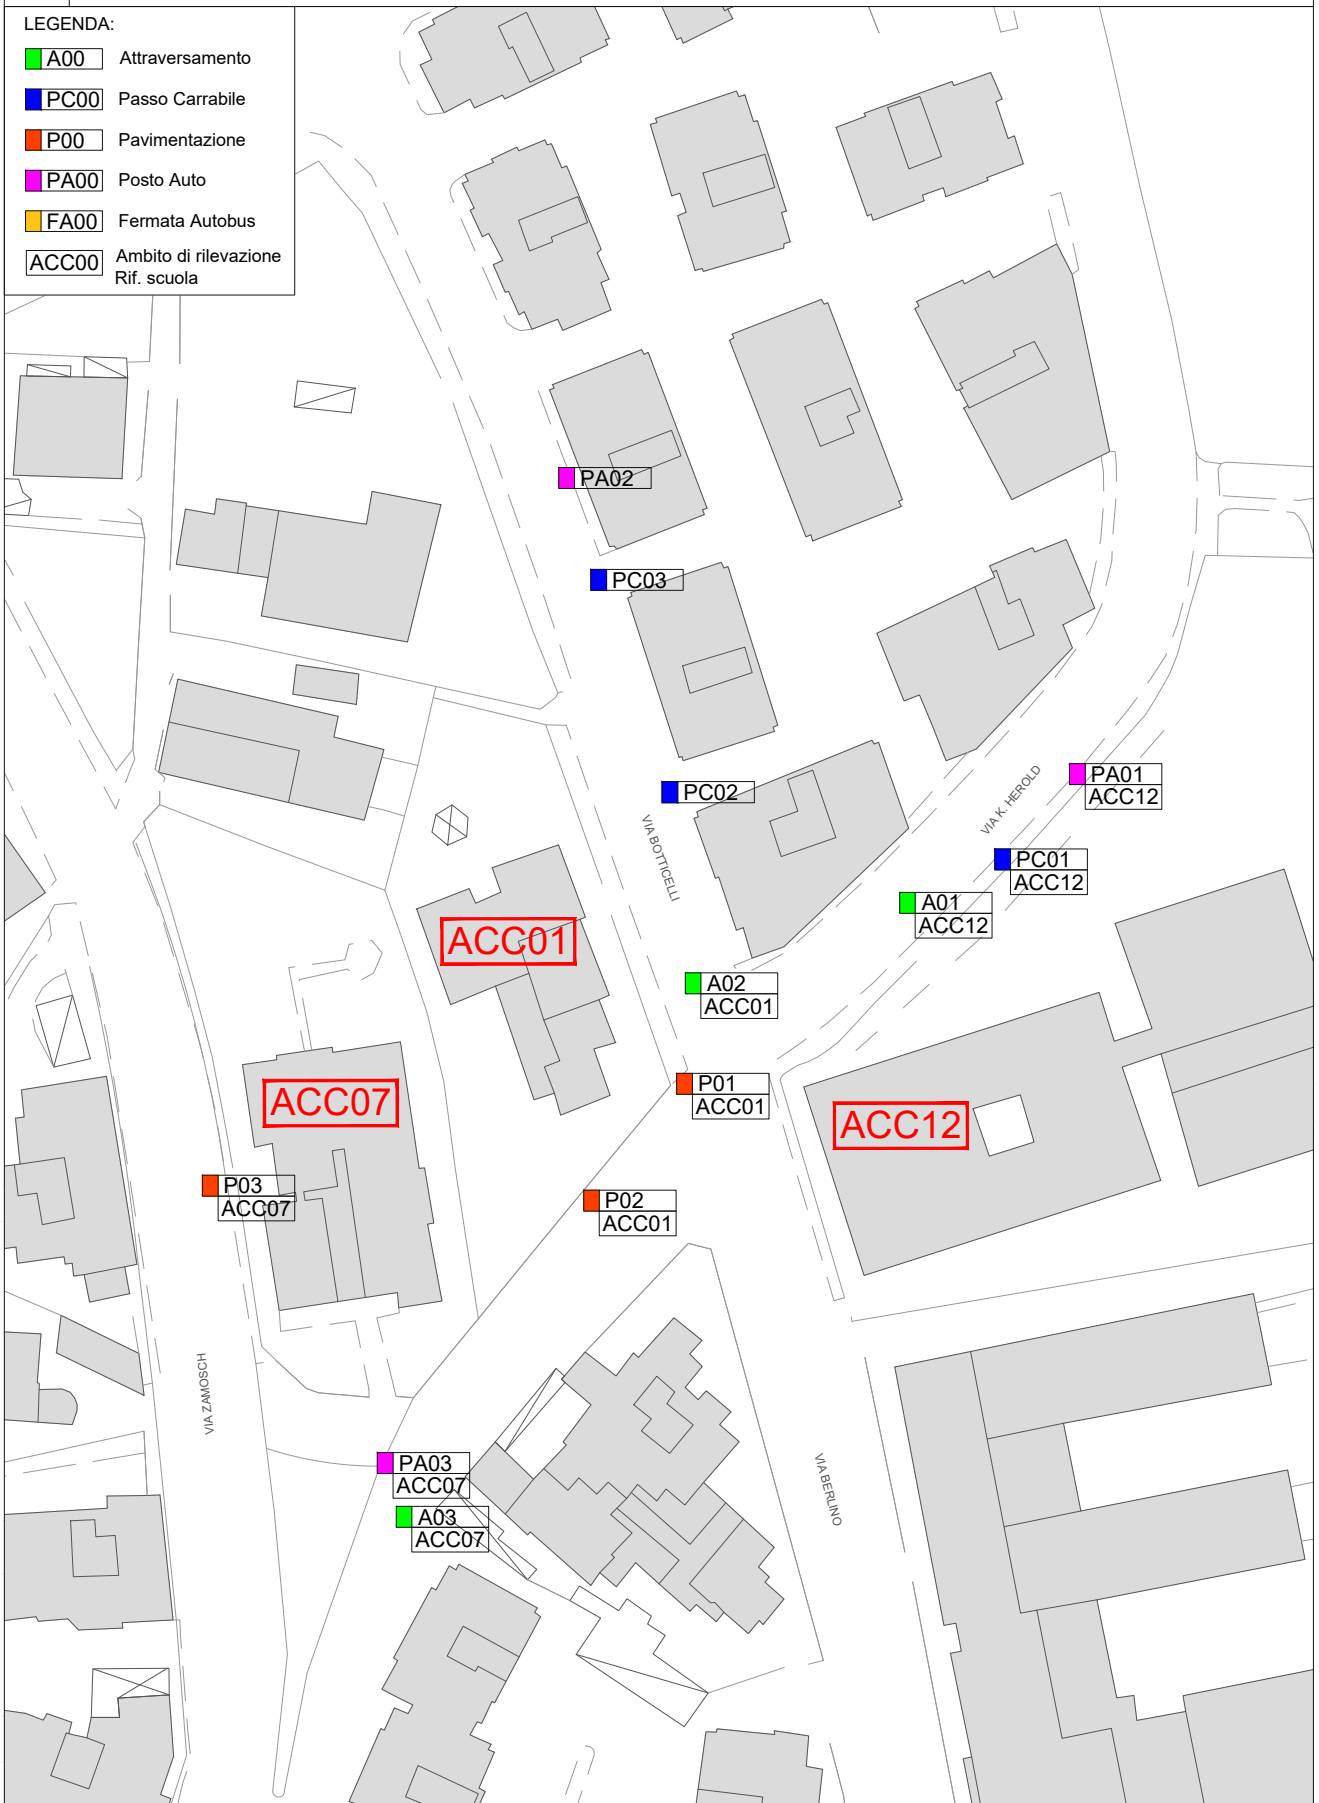 LEGENDA:
A00 Attraversamento
PC00 Passo Carrabile
P00 Pavimentazione
PA00 Posto Auto
FA00 Fermata Autobus
ACC00 Ambito di rilevazione
Rif. scuola
PA02
PC03
PA01
ACC12
VIA K. HEROLD
PC02
VIA BOTTICELLI
PC01
ACC12
A01
ACC12
ACC01
A02
ACC01
P01
ACC01
ACC07
ACC12
P03
ACC07
P02
ACC01
VIA ZAMOSCH
PA03
ACC07
VIA BERLINO
A03
ACC07